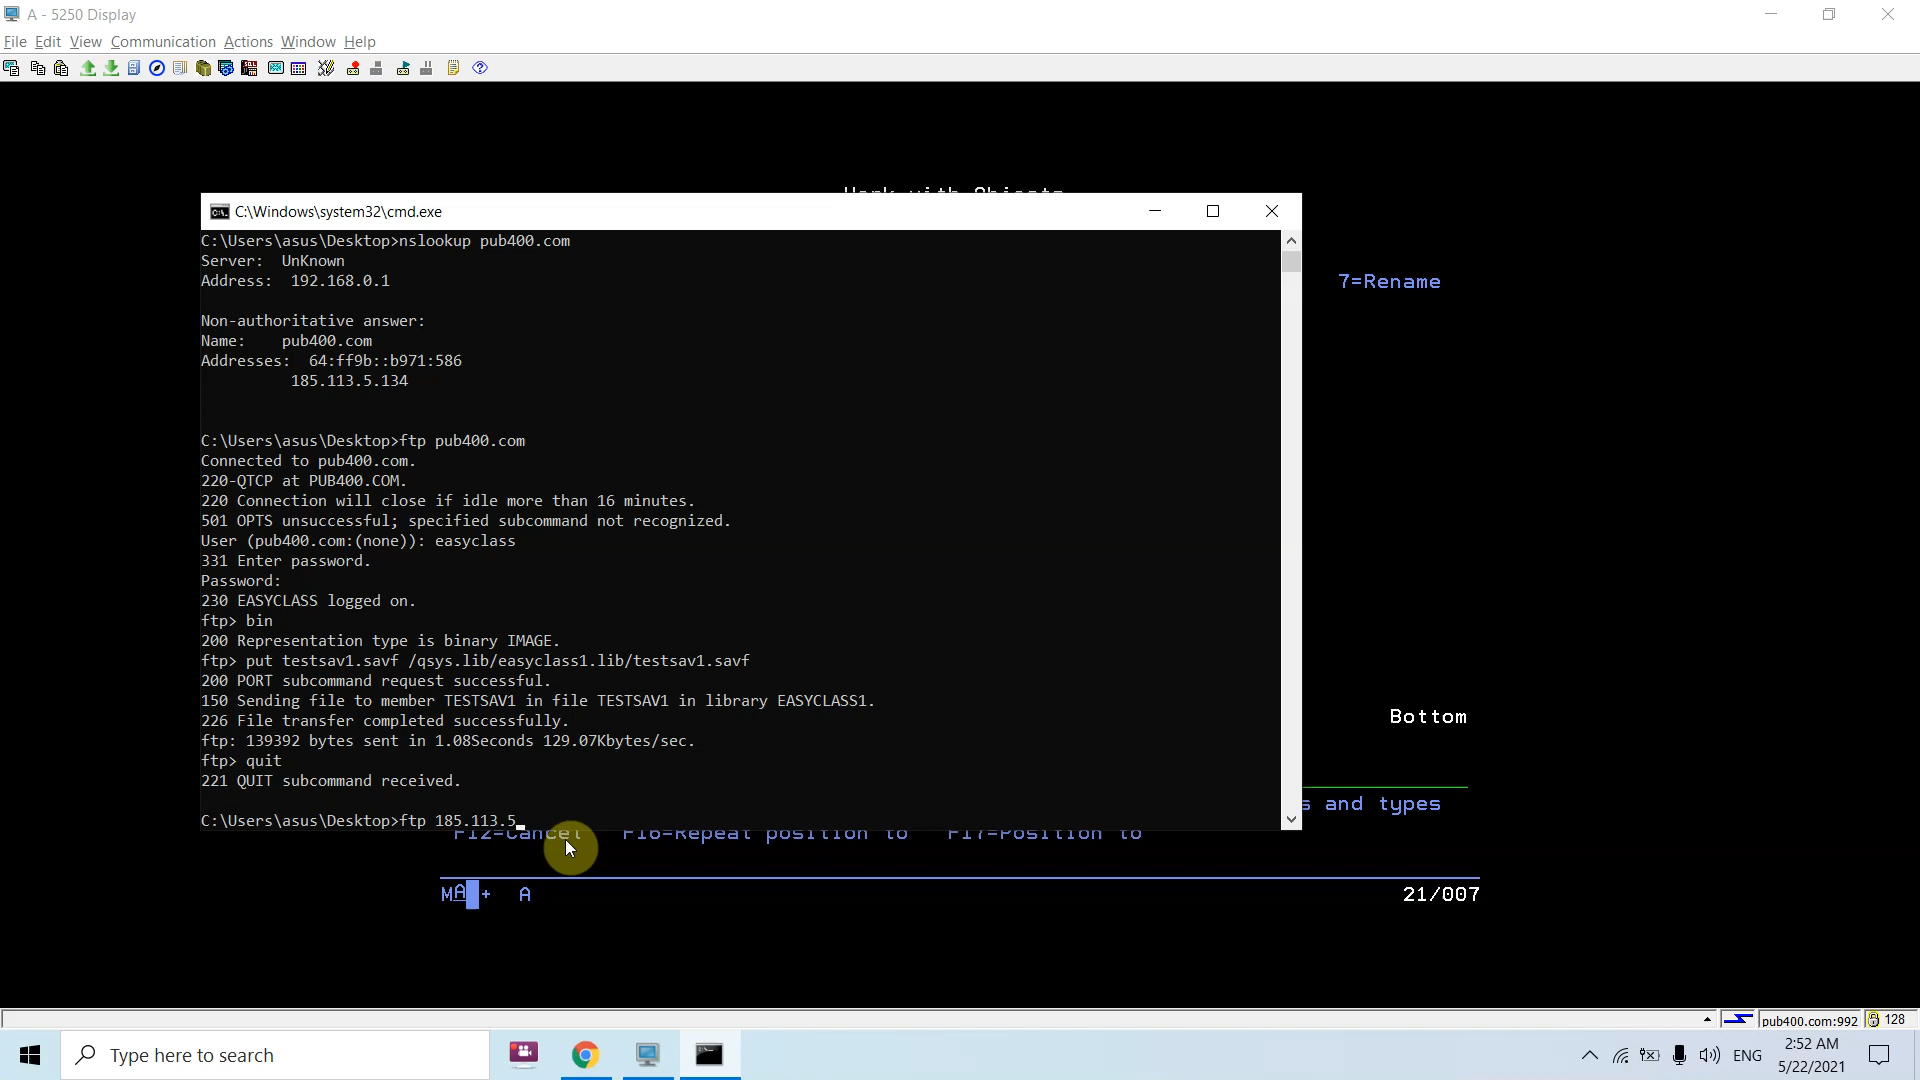 A - 5250 Display
File Edit View Communication Actions Window Help
C:\Windows\system32\cmd.exe
C:\Users\asus\Desktop>nslookup pub400.com
Server:  UnKnown
Address:  192.168.0.1
7=Rename
Non-authoritative answer:
Name:    pub400.com
Addresses:  64:ff9b::b971:586
185.113.5.134
C:\Users\asus\Desktop>ftp pub400.com
Connected to pub400.com.
220-QTCP at PUB400.COM.
220 Connection will close if idle more than 16 minutes.
501 OPTS unsuccessful; specified subcommand not recognized.
User (pub400.com:(none)): easyclass
331 Enter password.
Password:
230 EASYCLASS logged on.
ftp> bin
200 Representation type is binary IMAGE.
ftp> put testsav1.savf /qsys.lib/easyclass1.lib/testsav1.savf
200 PORT subcommand request successful.
150 Sending file to member TESTSAV1 in file TESTSAV1 in library EASYCLASS1.
Bottom
226 File transfer completed successfully.
ftp: 139392 bytes sent in 1.08Seconds 129.07Kbytes/sec.
ftp> quit
221 QUIT subcommand received.
s and types
C:\Users\asus\Desktop>ftp 185.113.5
F12=Cancel F16=Repeat position to F17=Position to
MA + A 21/007
pub400.com:992 128
Type here to search
ENG
2:52 AM
5/22/2021